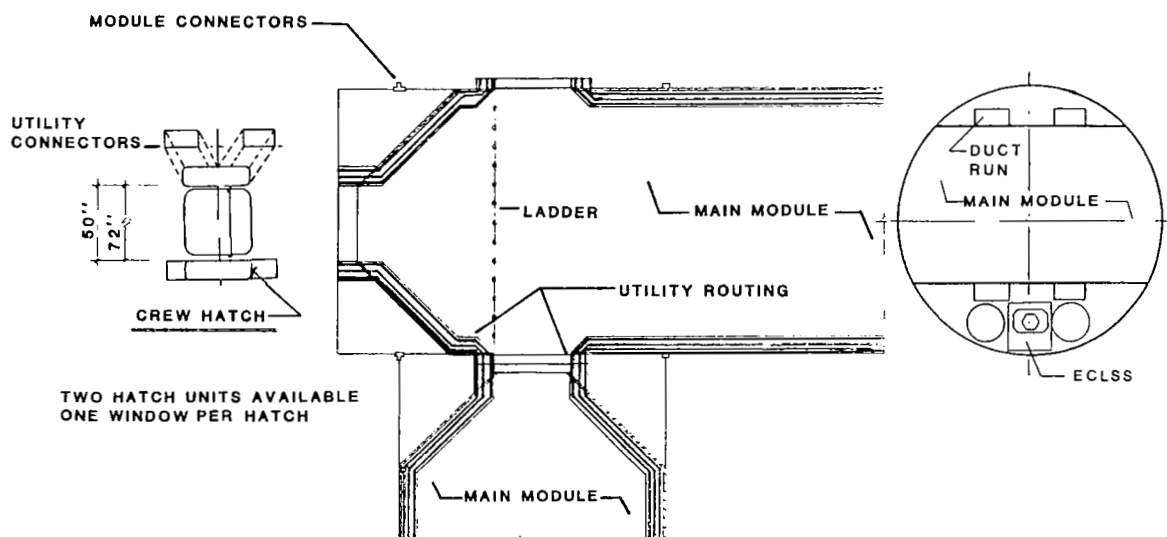 MODULE CONNECTORS
UTILITY
CONNECTORS
50"
72"
CREW HATCH
TWO HATCH UNITS AVAILABLE
ONE WINDOW PER HATCH
LADDER
MAIN MODULE
UTILITY ROUTING
MAIN MODULE
DUCT
RUN
MAIN MODULE
ECLSS